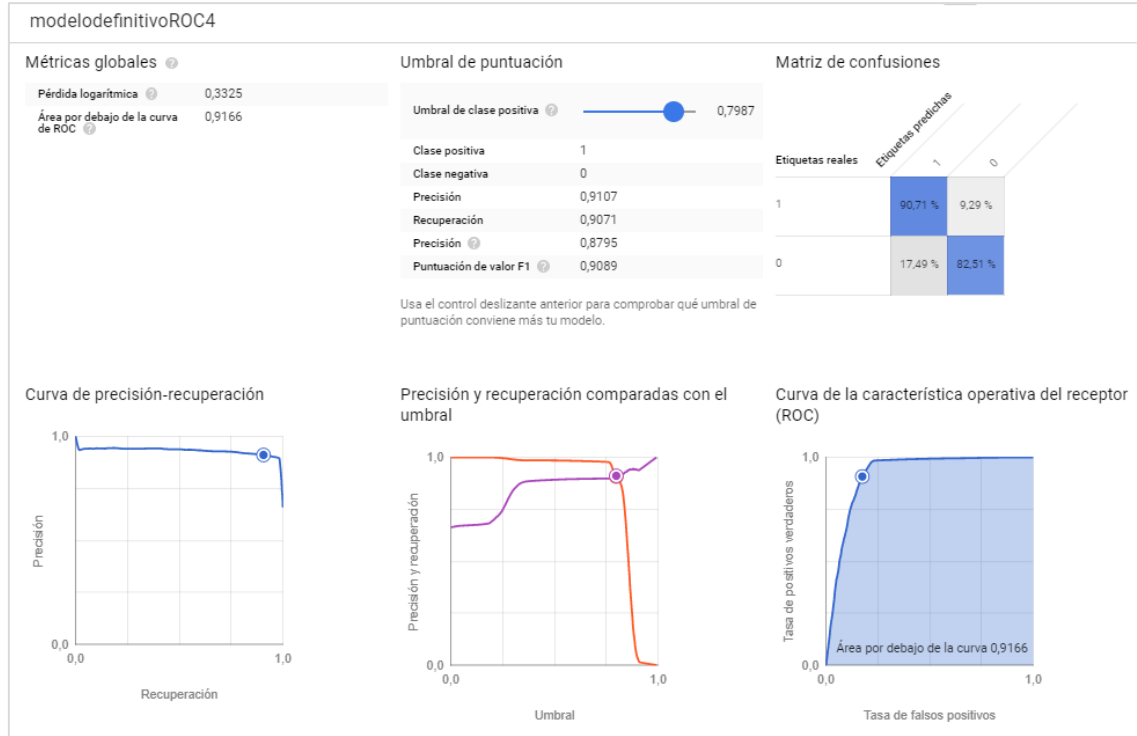 modelodefinitivoROC4
Métricas globales
Pérdida logarítmica 0,3325
Área por debajo de la curva
de ROC 0,9166
Umbral de puntuación
Umbral de clase positiva 0,7987
Clase positiva 1
Clase negativa 0
Precisión 0,9107
Recuperación 0,9071
Precisión 0,8795
Puntuación de valor F1 0,9089
Usa el control deslizante anterior para comprobar qué umbral de
puntuación conviene más tu modelo.
Matriz de confusiones
Etiquetas predichas
Etiquetas reales 1 0
1 90,71 % 9,29 %
0 17,49 % 82,51 %
Curva de precisión-recuperación
1,0
Precisión
0,0
0,0 1,0
Recuperación
Precisión y recuperación comparadas con el
umbral
1,0
Precisión y recuperación
0,0
0,0 1,0
Umbral
Curva de la característica operativa del receptor
(ROC)
1,0
Tasa de positivos verdaderos
Área por debajo de la curva 0,9166
0,0
0,0 1,0
Tasa de falsos positivos